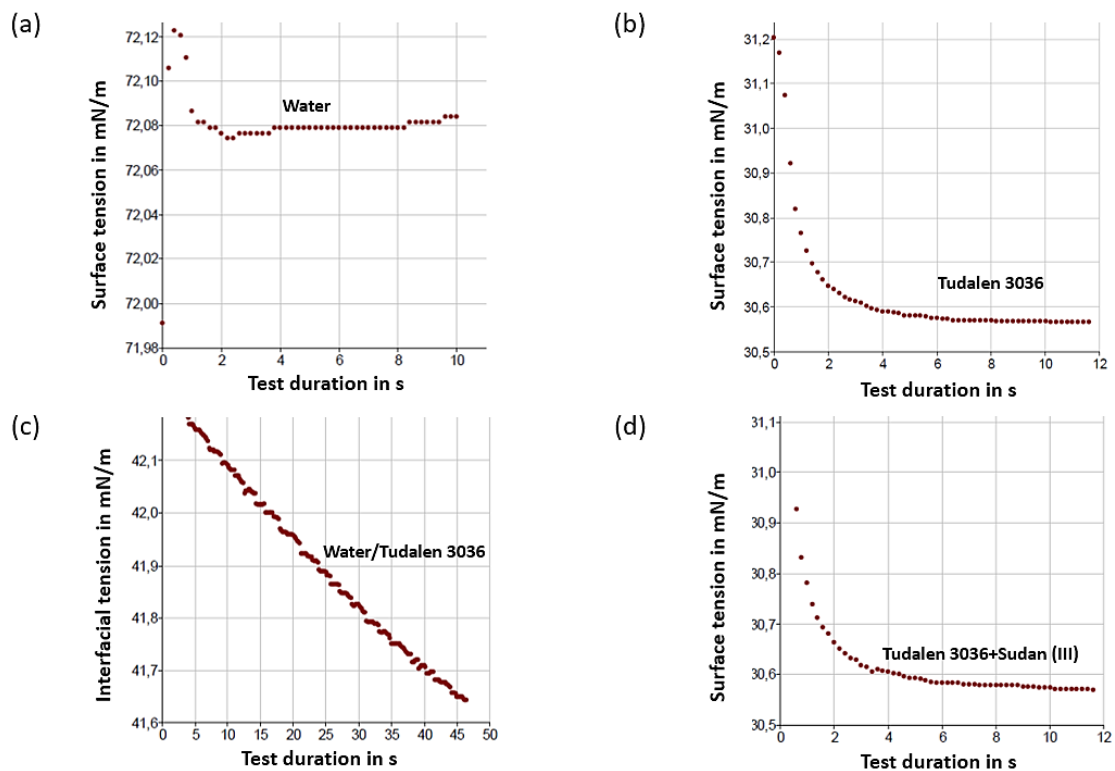 (a)
Surface tension in mN/m
72,12
72,10
72,08
72,06
72,04
72,02
72,00
71,98
Water
0 2 4 6 8 10
Test duration in s
(b)
Surface tension in mN/m
31,2
31,1
31,0
30,9
30,8
30,7
30,6
30,5
Tudalen 3036
0 2 4 6 8 10 12
Test duration in s
(c)
Interfacial tension in mN/m
42,1
42,0
41,9
41,8
41,7
41,6
Water/Tudalen 3036
0 5 10 15 20 25 30 35 40 45 50
Test duration in s
(d)
Surface tension in mN/m
31,1
31,0
30,9
30,8
30,7
30,6
30,5
Tudalen 3036+Sudan (III)
0 2 4 6 8 10 12
Test duration in s